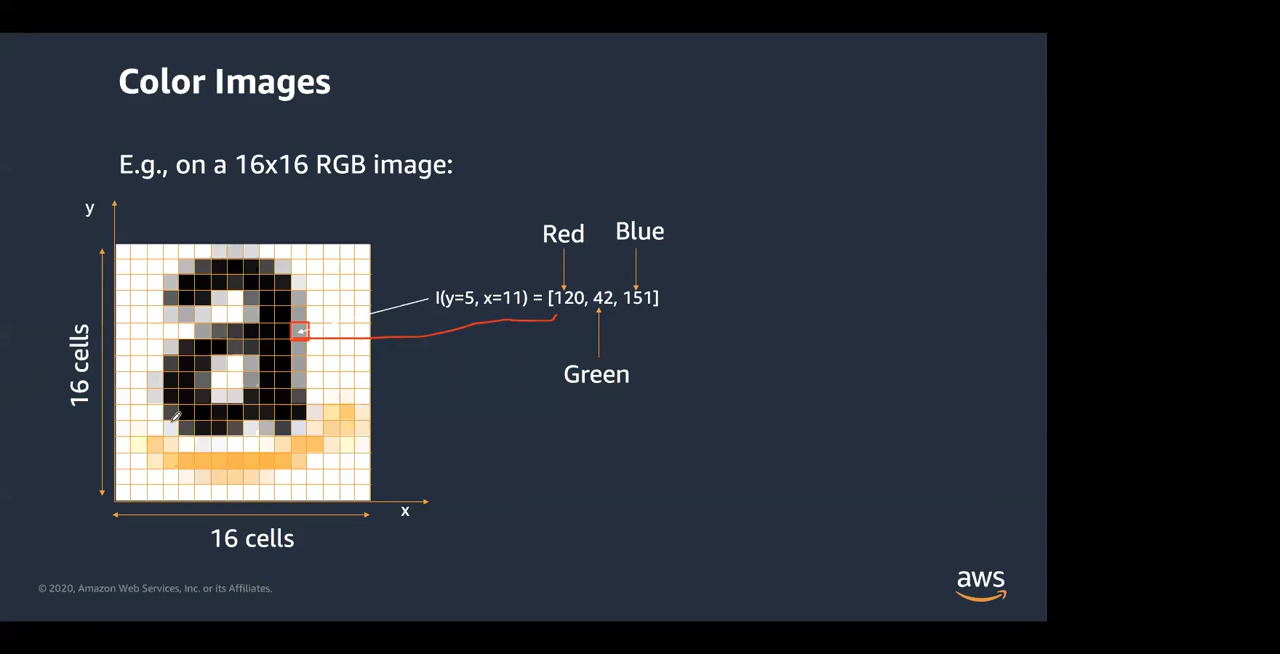 Color Images
E.g., on a 16x16 RGB image:
y
Red
Blue
I(y=5, x=11) = [120, 42, 151]
Green
16 cells
x
16 cells
© 2020, Amazon Web Services, Inc. or its Affiliates.
aws